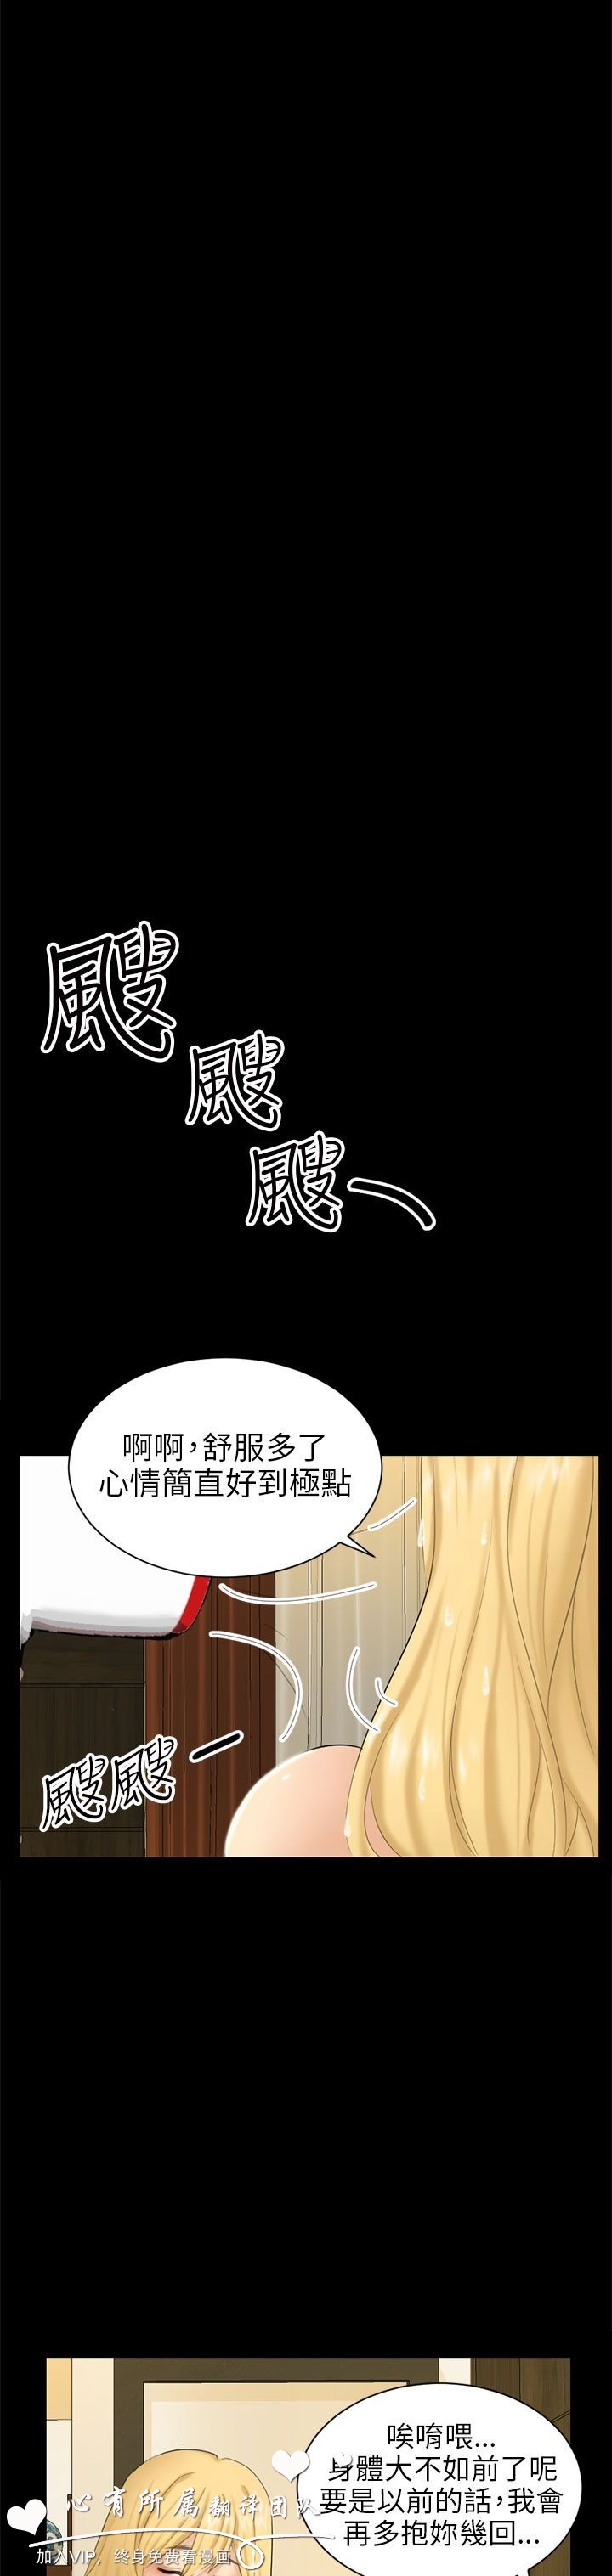 颼
颼
颼
啊啊，舒服多了
心情簡直好到極點
颼颼
唉唷喂...
身體大不如前了呢
要是以前的話，我會
再多抱妳幾回...
心有所属翻译团队
加入VIP，终身免费看漫画